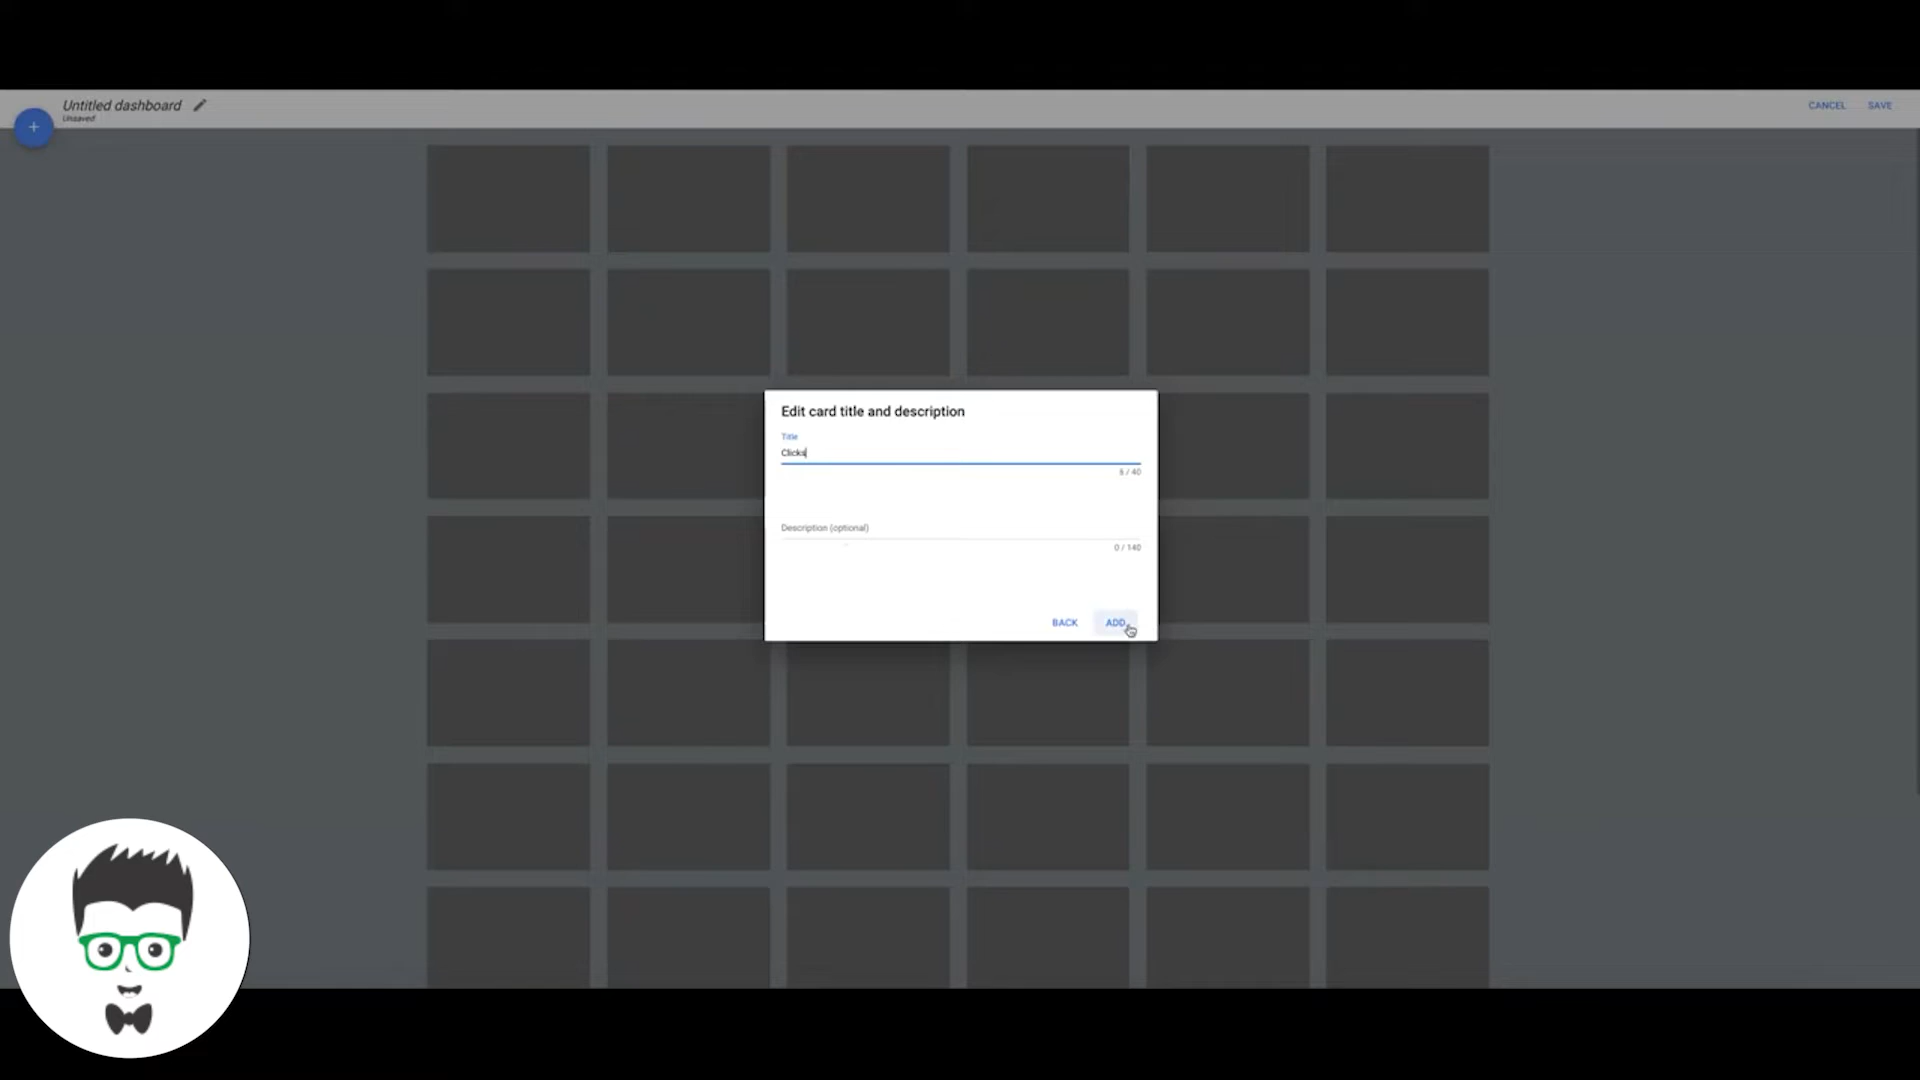 Untitled dashboard
Unsaved
CANCEL
SAVE
+
Edit card title and description
Title
Clicks
6 / 40
Description (optional)
0 / 140
BACK
ADD